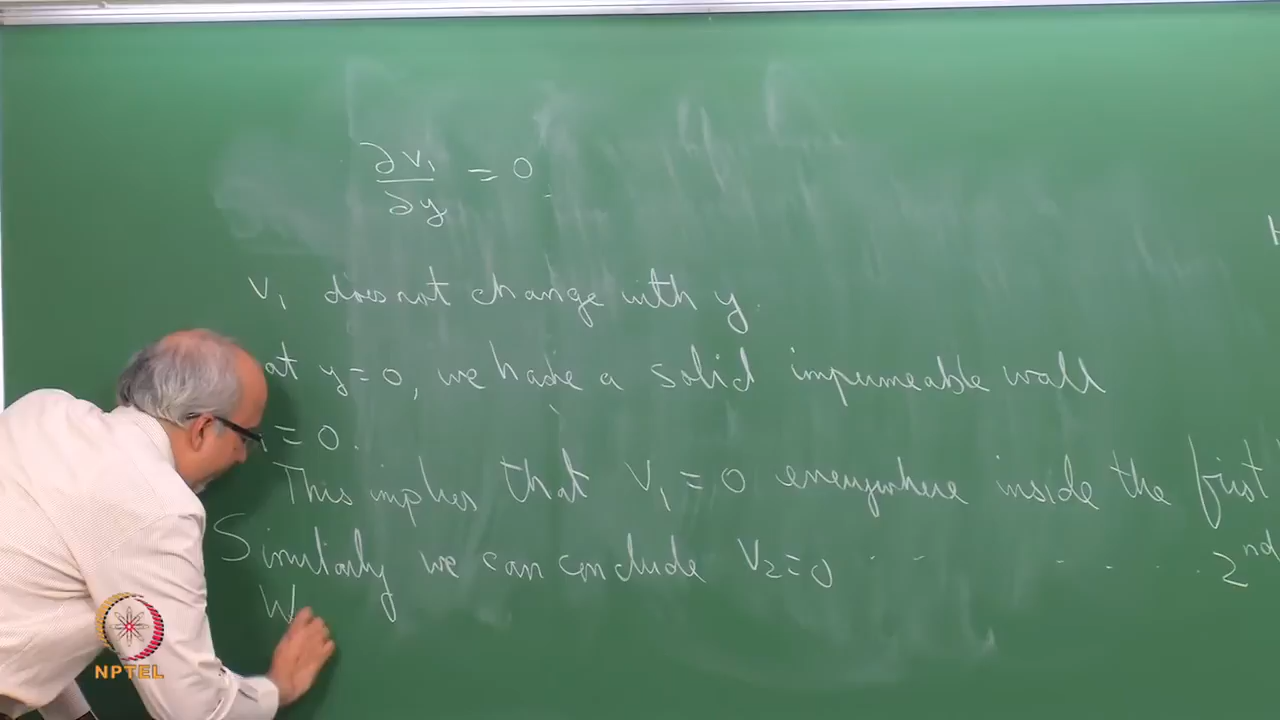 ∂v₁/∂y = 0
v₁ does not change with y.
at y=0, we have a solid impermeable wall
= 0.
This implies that v₁ = 0 everywhere inside the first
Similarly we can conclude v₂=0 .. - .... 2nd
W
NPTEL